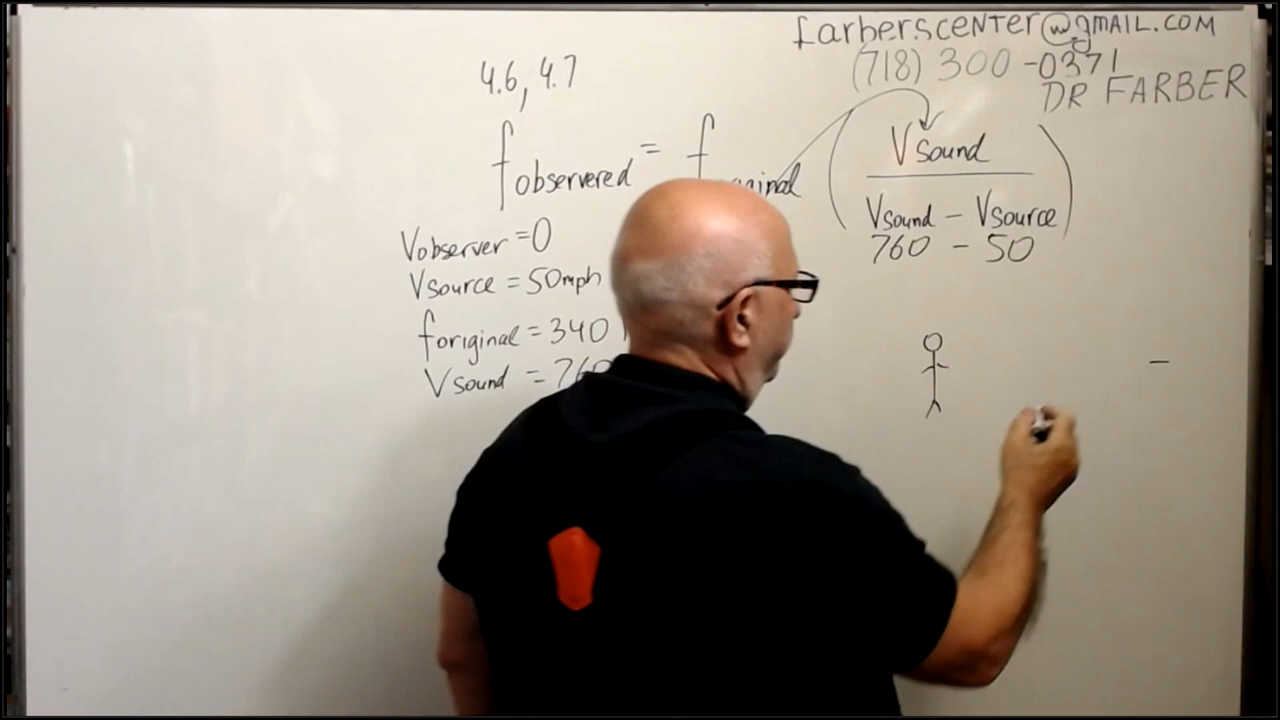 farberscenter@gmail.com
(718) 300-0371
DR FARBER
4.6, 4.7
f observered = f ( Vsound
Vsound - Vsource )
760 - 50
Vobserver = 0
Vsource = 50mph
foriginal = 340
Vsound =